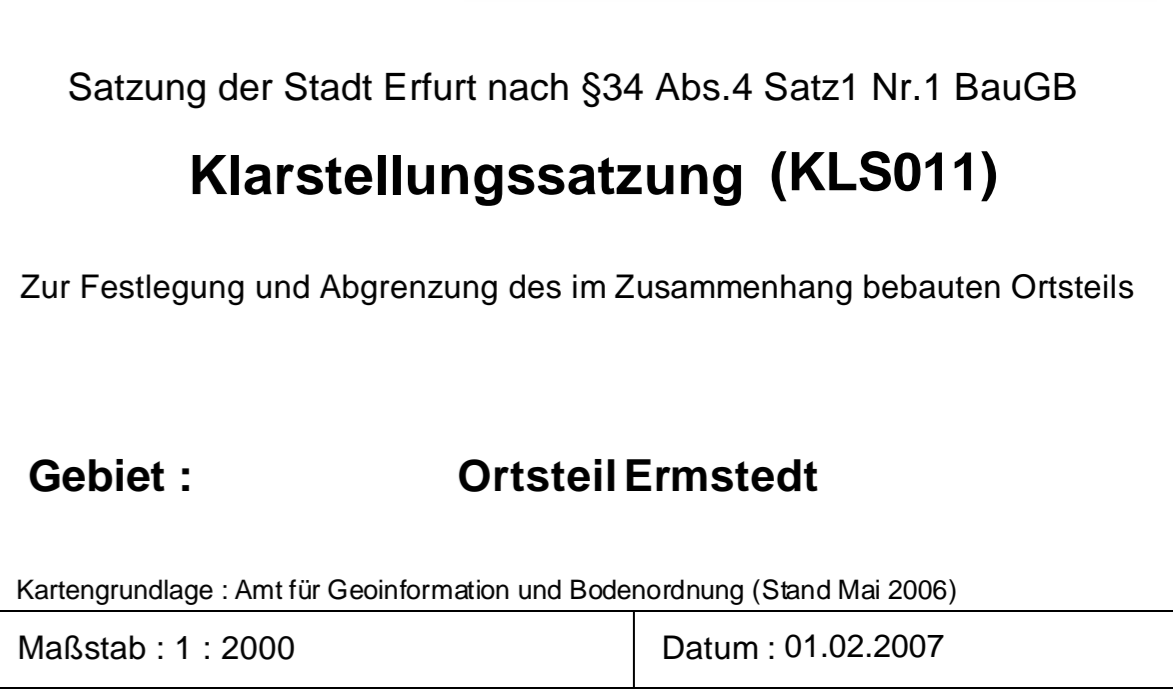 Satzung der Stadt Erfurt nach §34 Abs.4 Satz1 Nr.1 BauGB
Klarstellungssatzung (KLS011)
Zur Festlegung und Abgrenzung des im Zusammenhang bebauten Ortsteils
Gebiet : Ortsteil Ermstedt
Kartengrundlage : Amt für Geoinformation und Bodenordnung (Stand Mai 2006)
Maßstab : 1 : 2000 Datum : 01.02.2007